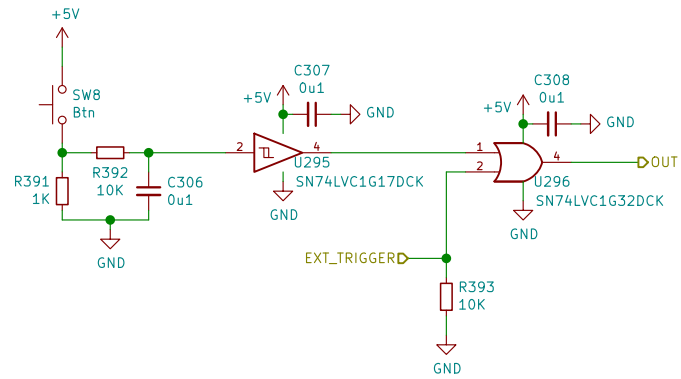 +5V
SW8
Btn
R391
1K
R392
10K
C306
0u1
GND
+5V
C307
0u1
GND
2
4
U295
SN74LVC1G17DCK
GND
+5V
C308
0u1
GND
1
2
4
U296
SN74LVC1G32DCK
GND
OUT
EXT_TRIGGER
R393
10K
GND